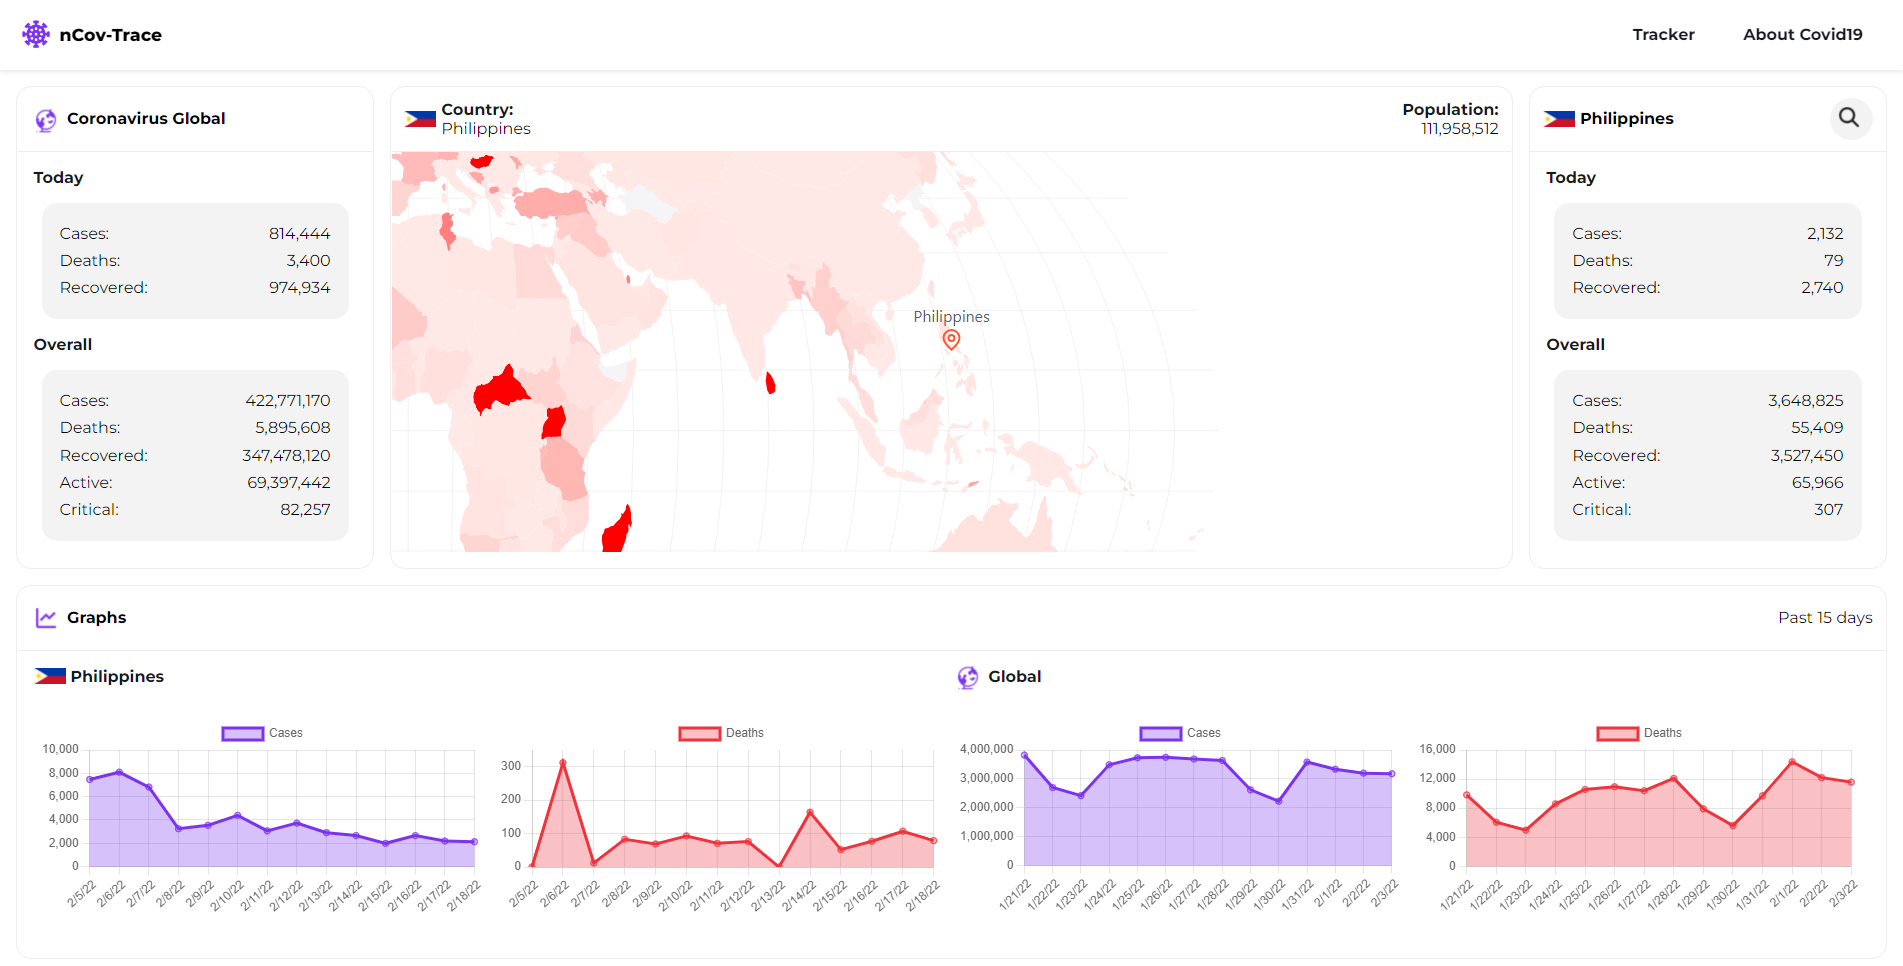 nCov-Trace
Tracker
About Covid19
Coronavirus Global
Today
Cases: 814,444
Deaths: 3,400
Recovered: 974,934
Overall
Cases: 422,771,170
Deaths: 5,895,608
Recovered: 347,478,120
Active: 69,397,442
Critical: 82,257
Country:
Philippines
Population:
111,958,512
Philippines
Philippines
Today
Cases: 2,132
Deaths: 79
Recovered: 2,740
Overall
Cases: 3,648,825
Deaths: 55,409
Recovered: 3,527,450
Active: 65,966
Critical: 307
Graphs
Past 15 days
Philippines
Cases
10,000
8,000
6,000
4,000
2,000
0
2/5/22 2/6/22 2/7/22 2/8/22 2/9/22 2/10/22 2/11/22 2/12/22 2/13/22 2/14/22 2/15/22 2/16/22 2/17/22 2/18/22
Deaths
300
200
100
0
2/5/22 2/6/22 2/7/22 2/8/22 2/9/22 2/10/22 2/11/22 2/12/22 2/13/22 2/14/22 2/15/22 2/16/22 2/17/22 2/18/22
Global
Cases
4,000,000
3,000,000
2,000,000
1,000,000
0
1/21/22 1/22/22 1/23/22 1/24/22 1/25/22 1/26/22 1/27/22 1/28/22 1/29/22 1/30/22 1/31/22 2/1/22 2/2/22 2/3/22
Deaths
16,000
12,000
8,000
4,000
0
1/21/22 1/22/22 1/23/22 1/24/22 1/25/22 1/26/22 1/27/22 1/28/22 1/29/22 1/30/22 1/31/22 2/1/22 2/2/22 2/3/22